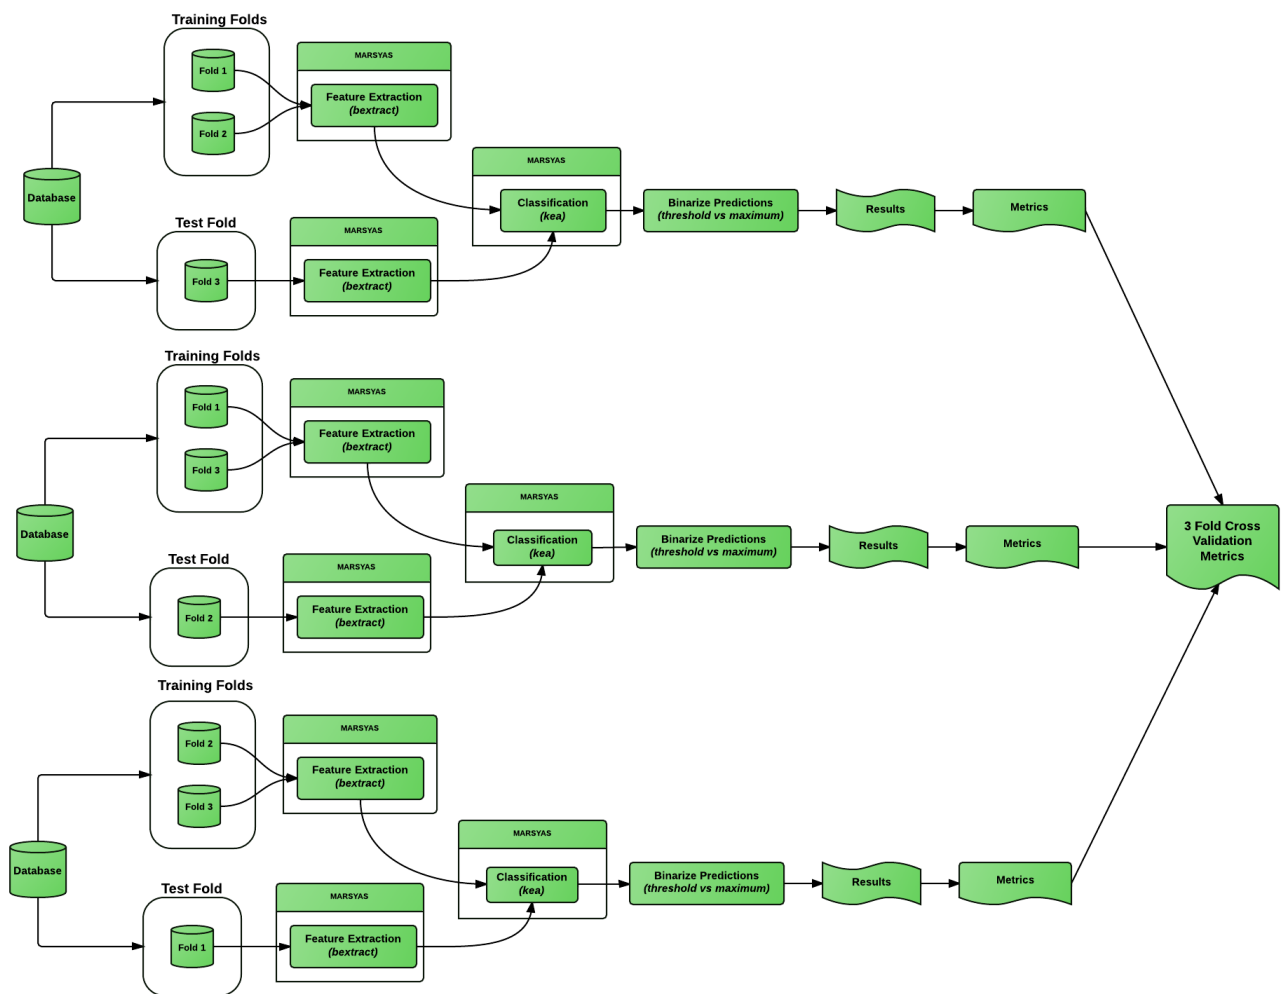 Training Folds
Fold 1
Fold 2
MARSYAS
Feature Extraction
(bextract)
Database
Test Fold
Fold 3
MARSYAS
Feature Extraction
(bextract)
MARSYAS
Classification
(kea)
Binarize Predictions
(threshold vs maximum)
Results
Metrics
Training Folds
Fold 1
Fold 3
MARSYAS
Feature Extraction
(bextract)
Database
Test Fold
Fold 2
MARSYAS
Feature Extraction
(bextract)
MARSYAS
Classification
(kea)
Binarize Predictions
(threshold vs maximum)
Results
Metrics
3 Fold Cross
Validation
Metrics
Training Folds
Fold 2
Fold 3
MARSYAS
Feature Extraction
(bextract)
Database
Test Fold
Fold 1
MARSYAS
Feature Extraction
(bextract)
MARSYAS
Classification
(kea)
Binarize Predictions
(threshold vs maximum)
Results
Metrics